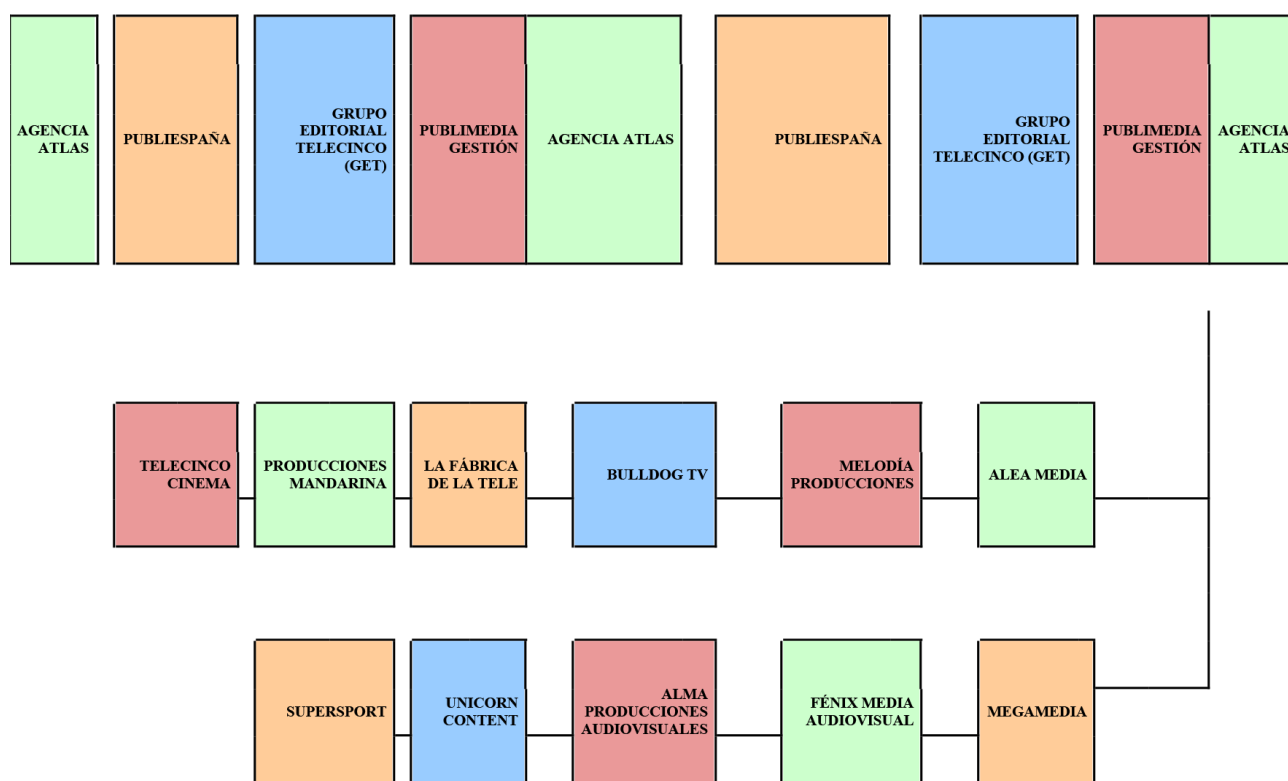 AGENCIA
ATLAS
PUBLIESPAÑA
GRUPO
EDITORIAL
TELECINCO
(GET)
PUBLIMEDIA
GESTIÓN
AGENCIA ATLAS
PUBLIESPAÑA
GRUPO
EDITORIAL
TELECINCO (GET)
PUBLIMEDIA
GESTIÓN
AGENCIA
ATLAS
TELECINCO
CINEMA
PRODUCCIONES
MANDARINA
LA FÁBRICA
DE LA TELE
BULLDOG TV
MELODÍA
PRODUCCIONES
ALEA MEDIA
SUPERSPORT
UNICORN
CONTENT
ALMA
PRODUCCIONES
AUDIOVISUALES
FÉNIX MEDIA
AUDIOVISUAL
MEGAMEDIA